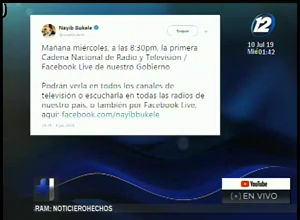 Nayib Bukele
Seguir
12
Mañana miércoles, a las 8:30pm, la primera
Cadena Nacional de Radio y Televisión /
Facebook Live de nuestro Gobierno
10 Jul 19
Mié 01:42
Podrán verla en todos los canales de
televisión o escucharla en todas las radios de
nuestro país, o también por Facebook Live,
aquí: facebook.com/nayibbukele
YouTube
(•) EN VIVO
RAM: NOTICIEROHECHOS